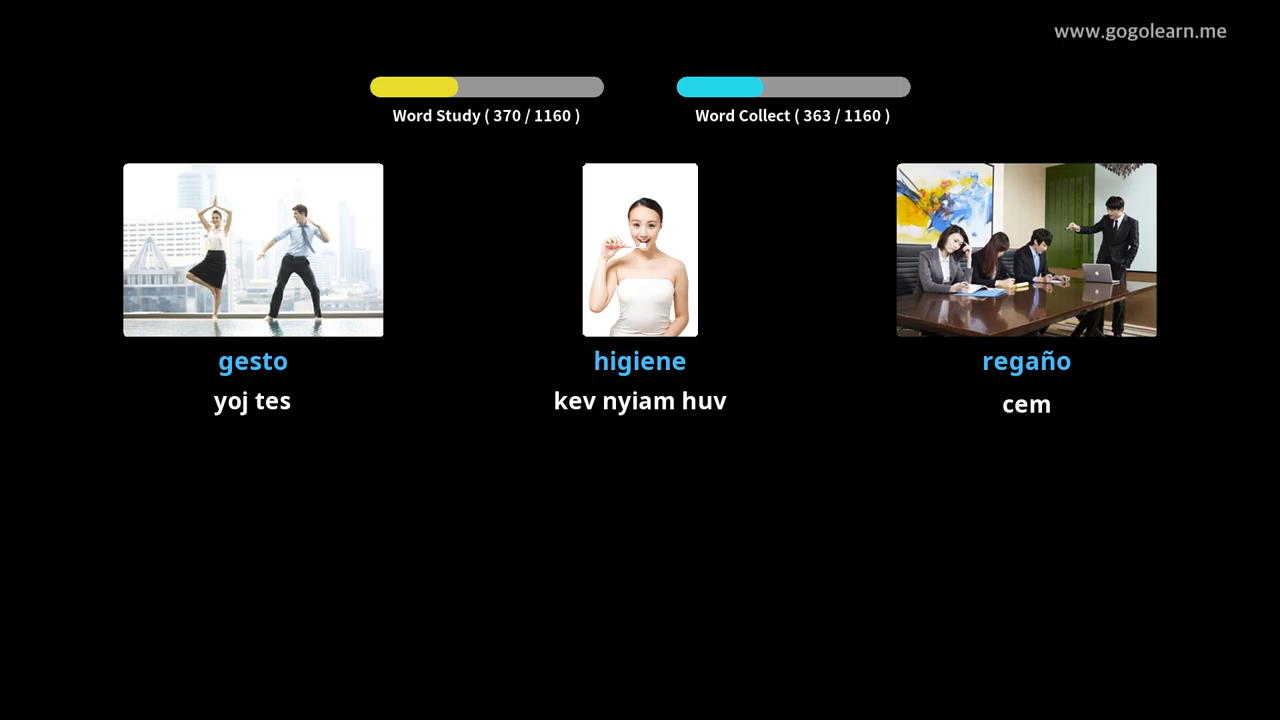 www.gogolearn.me
Word Study ( 370 / 1160 )
Word Collect ( 363 / 1160 )
gesto
higiene
regaño
yoj tes
kev nyiam huv
cem